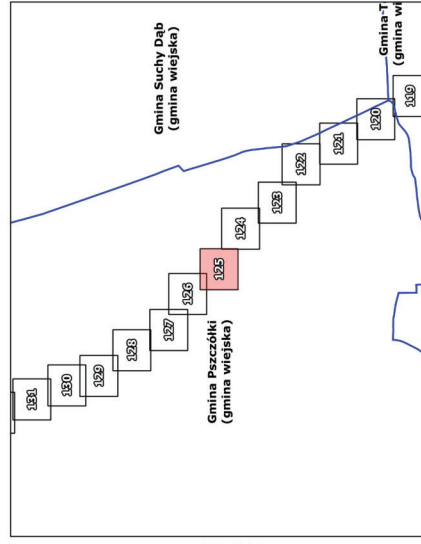 Gmina Suchy Dąb
(gmina wiejska)
Gmina-T
(gmina wi
119
120
121
122
123
124
125
126
127
128
129
130
131
Gmina Pszczółki
(gmina wiejska)